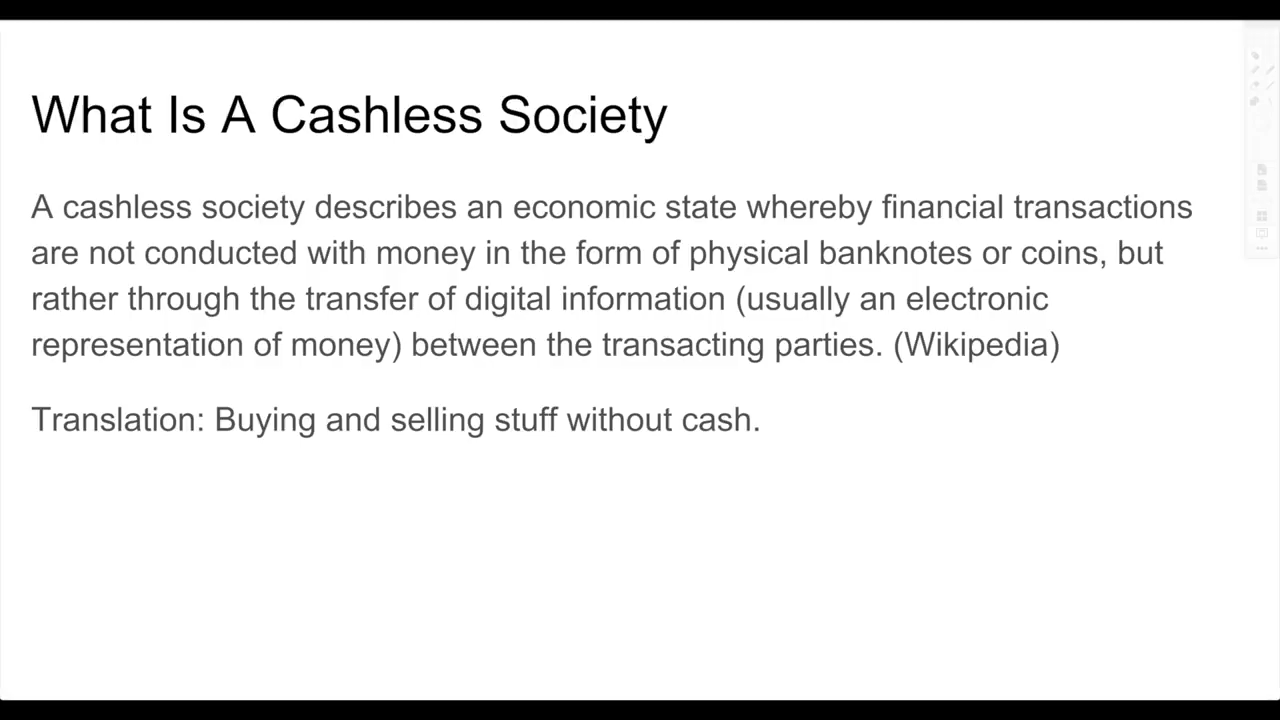 What Is A Cashless Society
A cashless society describes an economic state whereby financial transactions
are not conducted with money in the form of physical banknotes or coins, but
rather through the transfer of digital information (usually an electronic
representation of money) between the transacting parties. (Wikipedia)
Translation: Buying and selling stuff without cash.